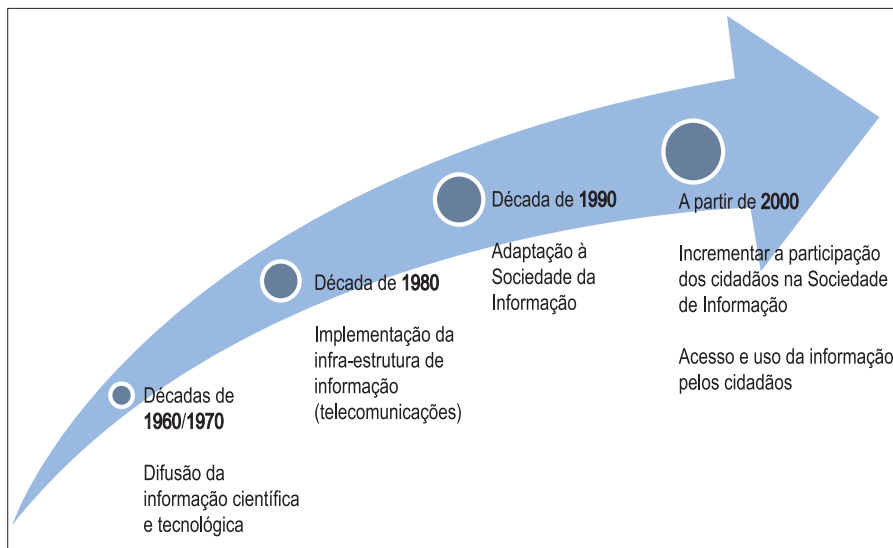 Décadas de
1960/1970
Difusão da
informação científica
e tecnológica
Década de 1980
Implementação da
infra-estrutura de
informação
(telecomunicações)
Década de 1990
Adaptação à
Sociedade da
Informação
A partir de 2000
Incrementar a participação
dos cidadãos na Sociedade
de Informação
Acesso e uso da informação
pelos cidadãos